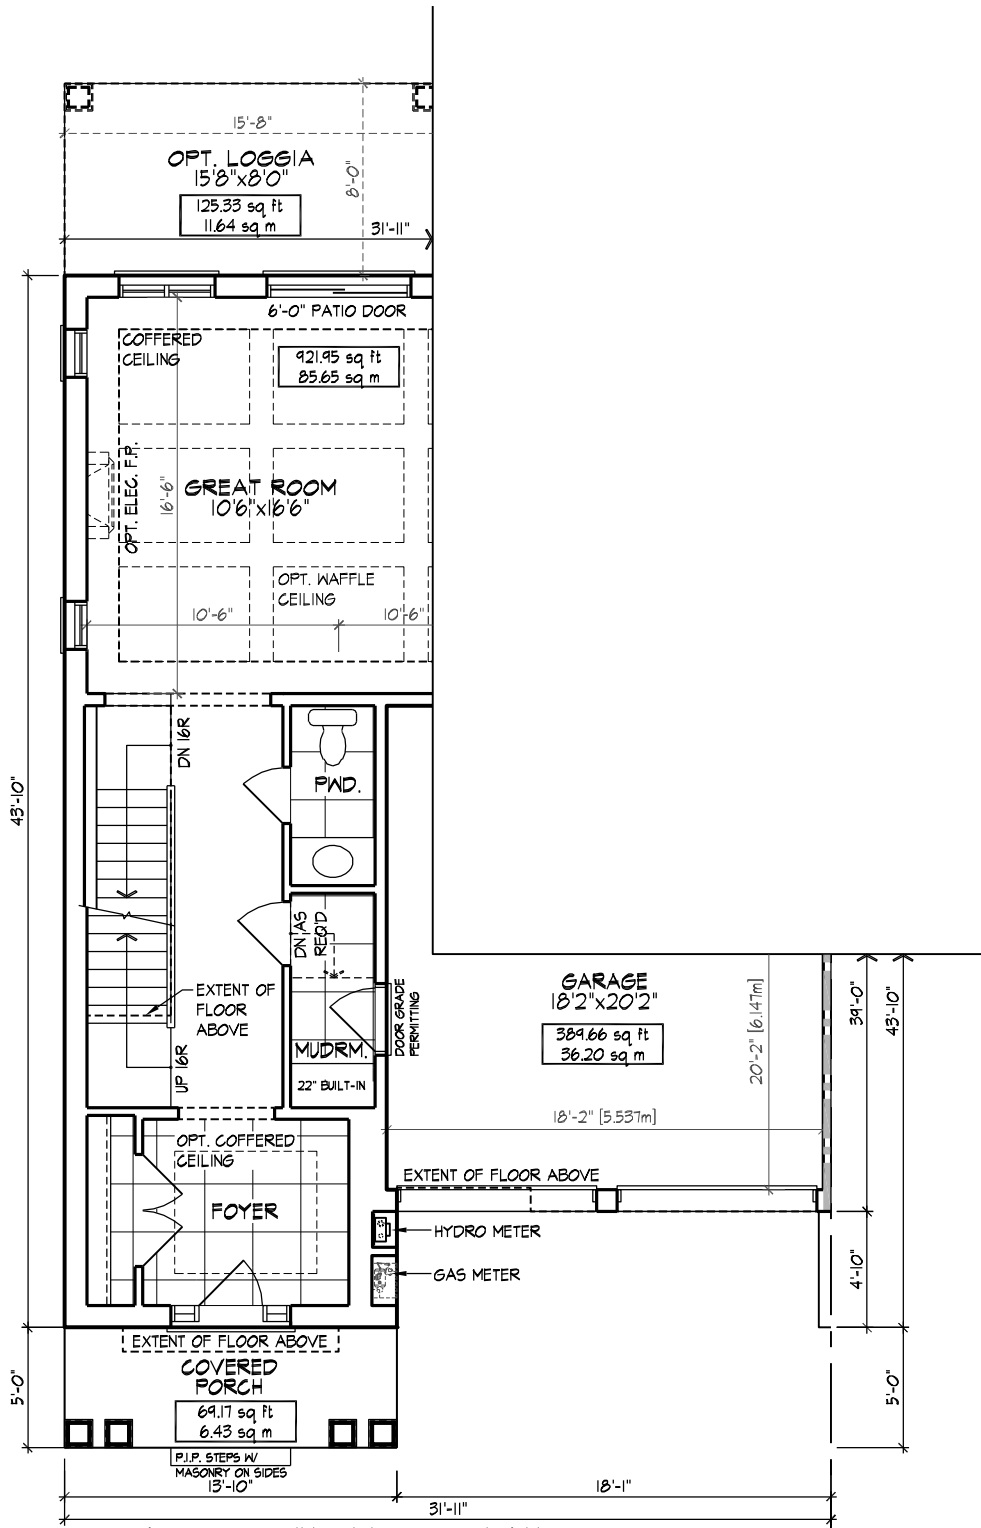 15'-8"
OPT. LOGGIA
15'8"x8'0"
8'-0"
125.33 sq ft
11.64 sq m
31'-11"
6'-0" PATIO DOOR
COFFERED
CEILING
921.95 sq ft
85.65 sq m
OPT. ELEC. F.P.
16'-6"
GREAT ROOM
10'6"x16'6"
OPT. WAFFLE
CEILING
10'-6"
10'-6"
43'-10"
DN 16R
PWD.
DN AS
REQ'D
EXTENT OF
FLOOR
ABOVE
UP 16R
MUDRM.
22" BUILT-IN
DOOR GRADE
PERMITTING
GARAGE
18'2"x20'2"
389.66 sq ft
36.20 sq m
20'-2" [6.147m]
39'-0"
43'-10"
18'-2" [5.537m]
OPT. COFFERED
CEILING
EXTENT OF FLOOR ABOVE
FOYER
HYDRO METER
GAS METER
4'-10"
EXTENT OF FLOOR ABOVE
COVERED
PORCH
69.17 sq ft
6.43 sq m
5'-0"
5'-0"
P.I.P. STEPS W/
MASONRY ON SIDES
13'-10"
18'-1"
31'-11"